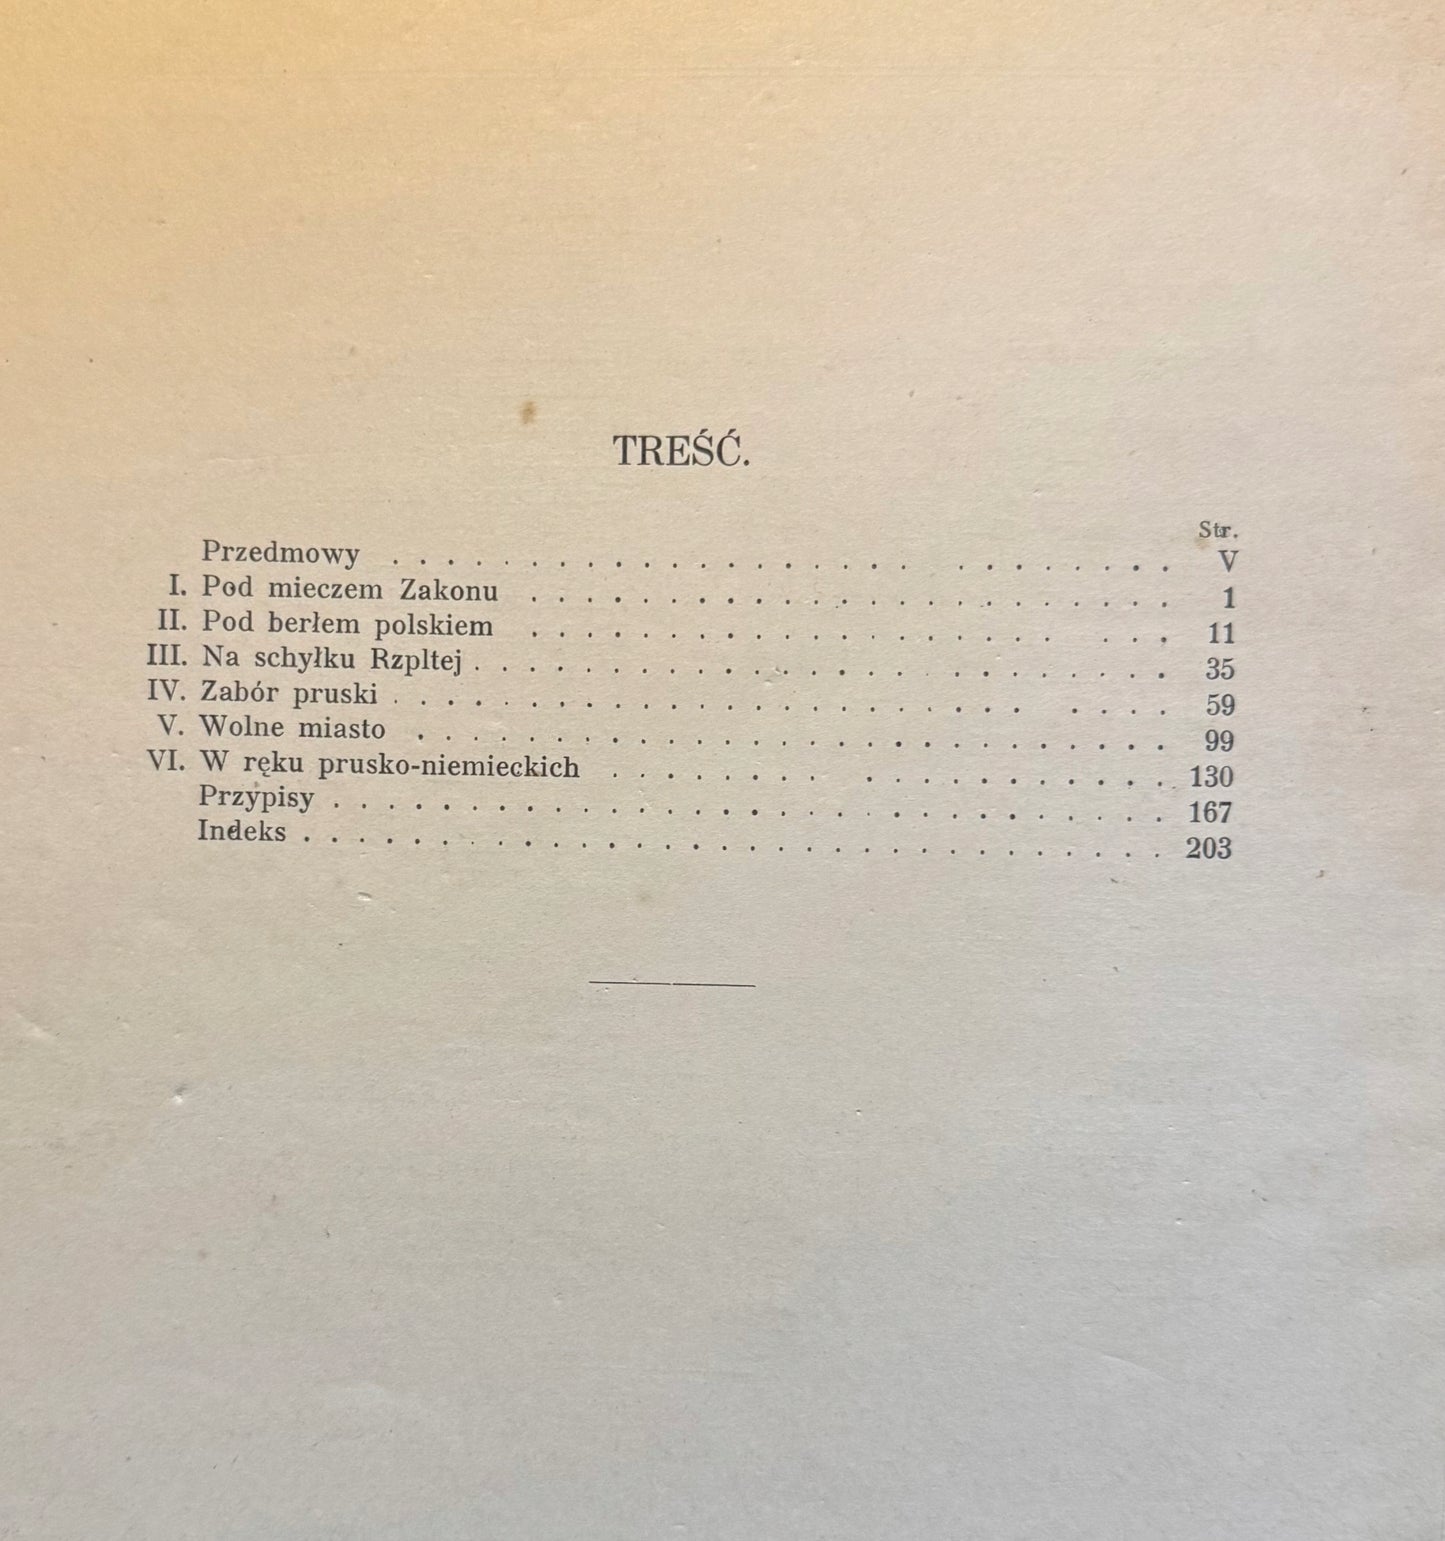 TREŚĆ.
Str.
Przedmowy . . . . . . . . . . . . . . . . . . . . . . . . . . . V
I. Pod mieczem Zakonu . . . . . . . . . . . . . . . . . . . . . . . 1
II. Pod berłem polskiem . . . . . . . . . . . . . . . . . . . . . . 11
III. Na schyłku Rzpltej . . . . . . . . . . . . . . . . . . . . . . . . 35
IV. Zabór pruski . . . . . . . . . . . . . . . . . . . . . . . . . . . 59
V. Wolne miasto . . . . . . . . . . . . . . . . . . . . . . . . . . . 99
VI. W ręku prusko-niemieckich . . . . . . . . . . . . . . . . . . . 130
Przypisy . . . . . . . . . . . . . . . . . . . . . . . . . . . . . . 167
Indeks . . . . . . . . . . . . . . . . . . . . . . . . . . . . . . . 203